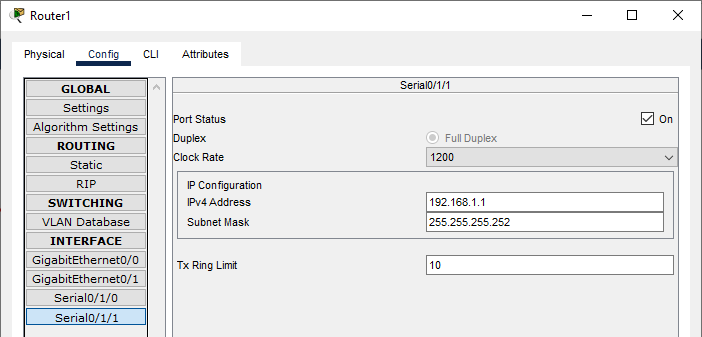 Router1
Physical Config CLI Attributes
GLOBAL
Settings
Algorithm Settings
ROUTING
Static
RIP
SWITCHING
VLAN Database
INTERFACE
GigabitEthernet0/0
GigabitEthernet0/1
Serial0/1/0
Serial0/1/1
Serial0/1/1
Port Status On
Duplex Full Duplex
Clock Rate 1200
IP Configuration
IPv4 Address 192.168.1.1
Subnet Mask 255.255.255.252
Tx Ring Limit 10